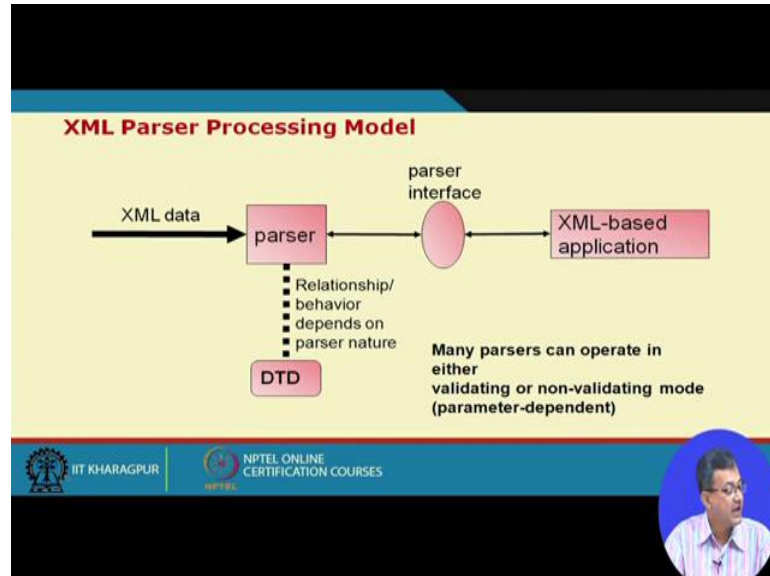 XML Parser Processing Model
parser
interface
XML data
parser
XML-based
application
Relationship/
behavior
depends on
parser nature
DTD
Many parsers can operate in
either
validating or non-validating mode
(parameter-dependent)
IIT KHARAGPUR
NPTEL
NPTEL ONLINE
CERTIFICATION COURSES